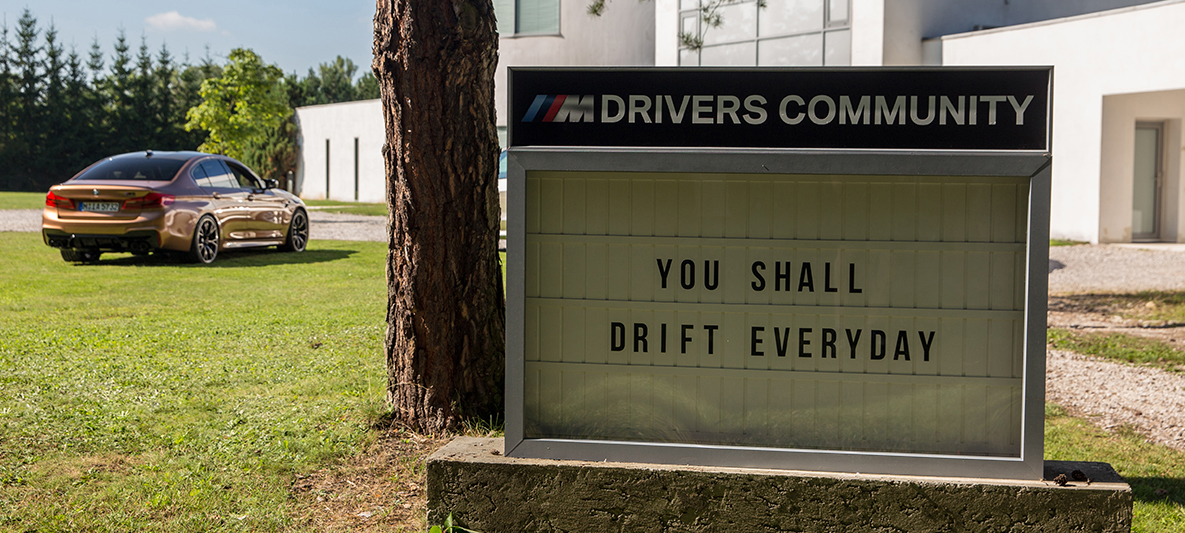 M DRIVERS COMMUNITY
YOU SHALL
DRIFT EVERYDAY